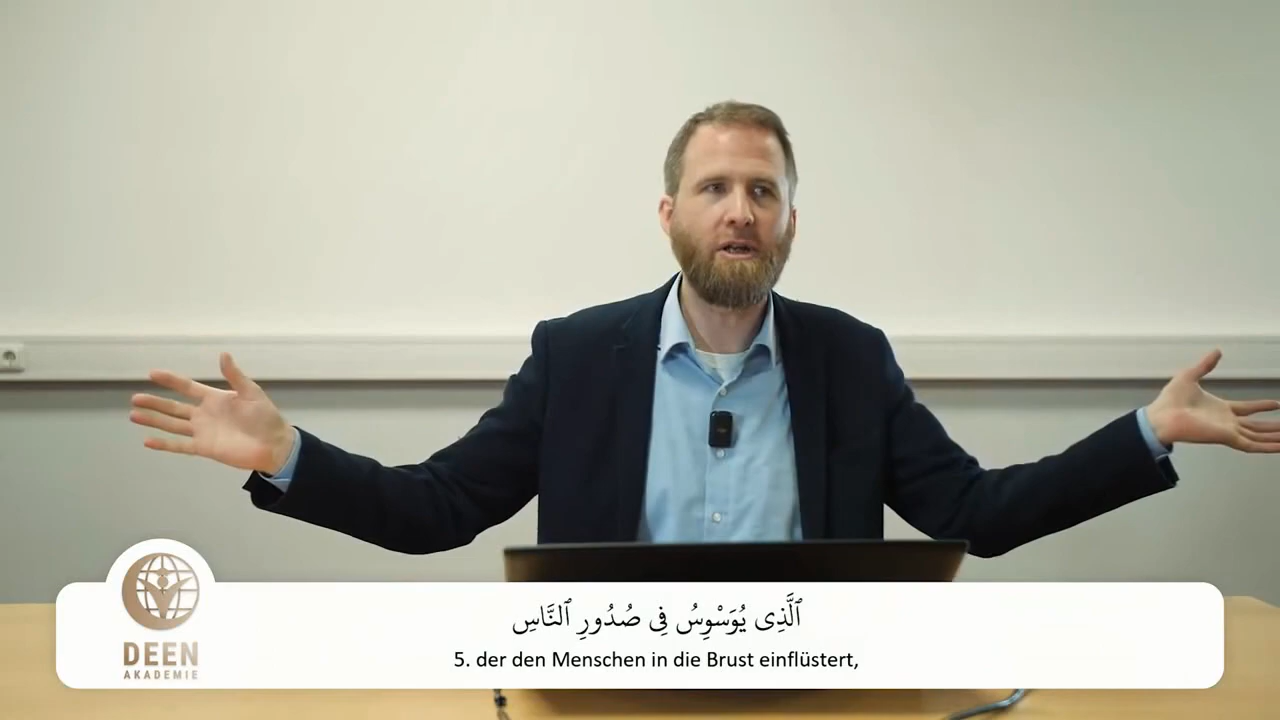 ٱلَّذِى يُوَسْوِسُ فِى صُدُورِ ٱلنَّاسِ
5. der den Menschen in die Brust einflüstert,
DEEN
AKADEMIE